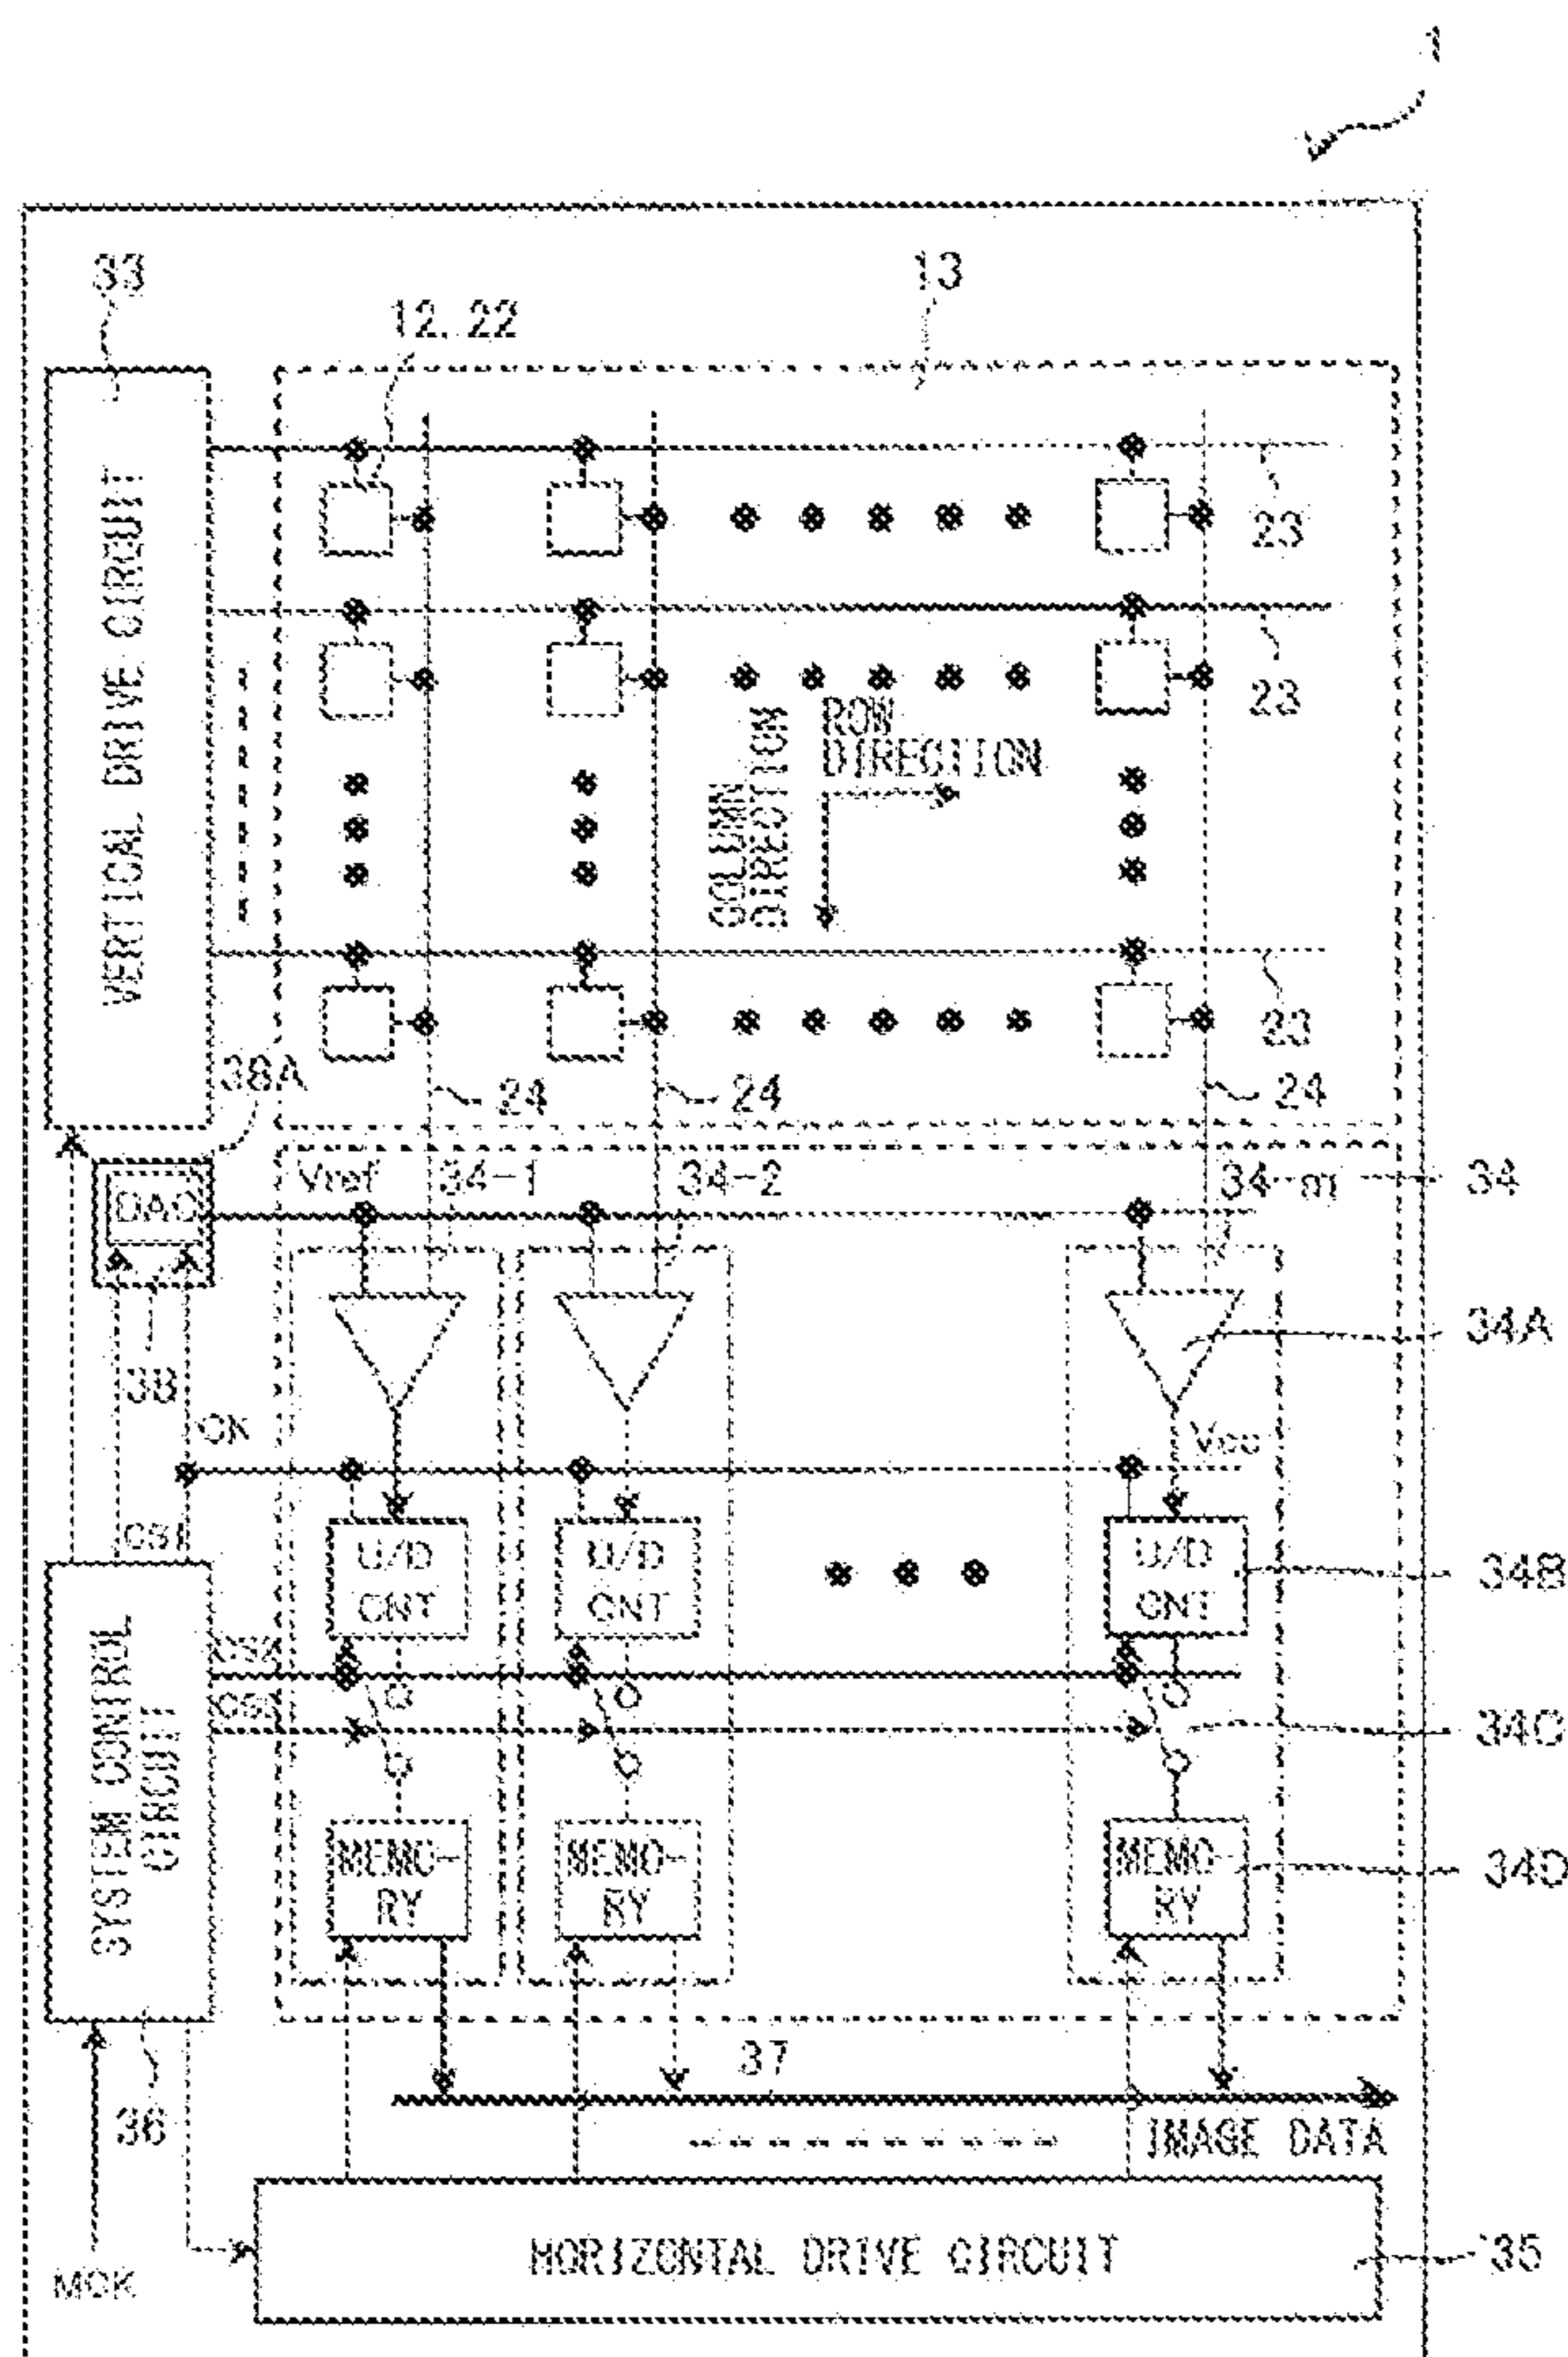 1
33
13
12, 22
VERTICAL DRIVE CIRCUIT
23
23
ROW
DIRECTION
COLUMN
DIRECTION
23
38A
24
24
24
Vref
34-1
34-2
34-m
34
DAC
34A
38
CK
Vco
CS1
U/D
CNT
U/D
CNT
U/D
CNT
34B
SYSTEM CONTROL
CIRCUIT
CS2
34C
MEMO-
RY
MEMO-
RY
MEMO-
RY
34D
37
36
IMAGE DATA
HORIZONTAL DRIVE CIRCUIT
35
MCK